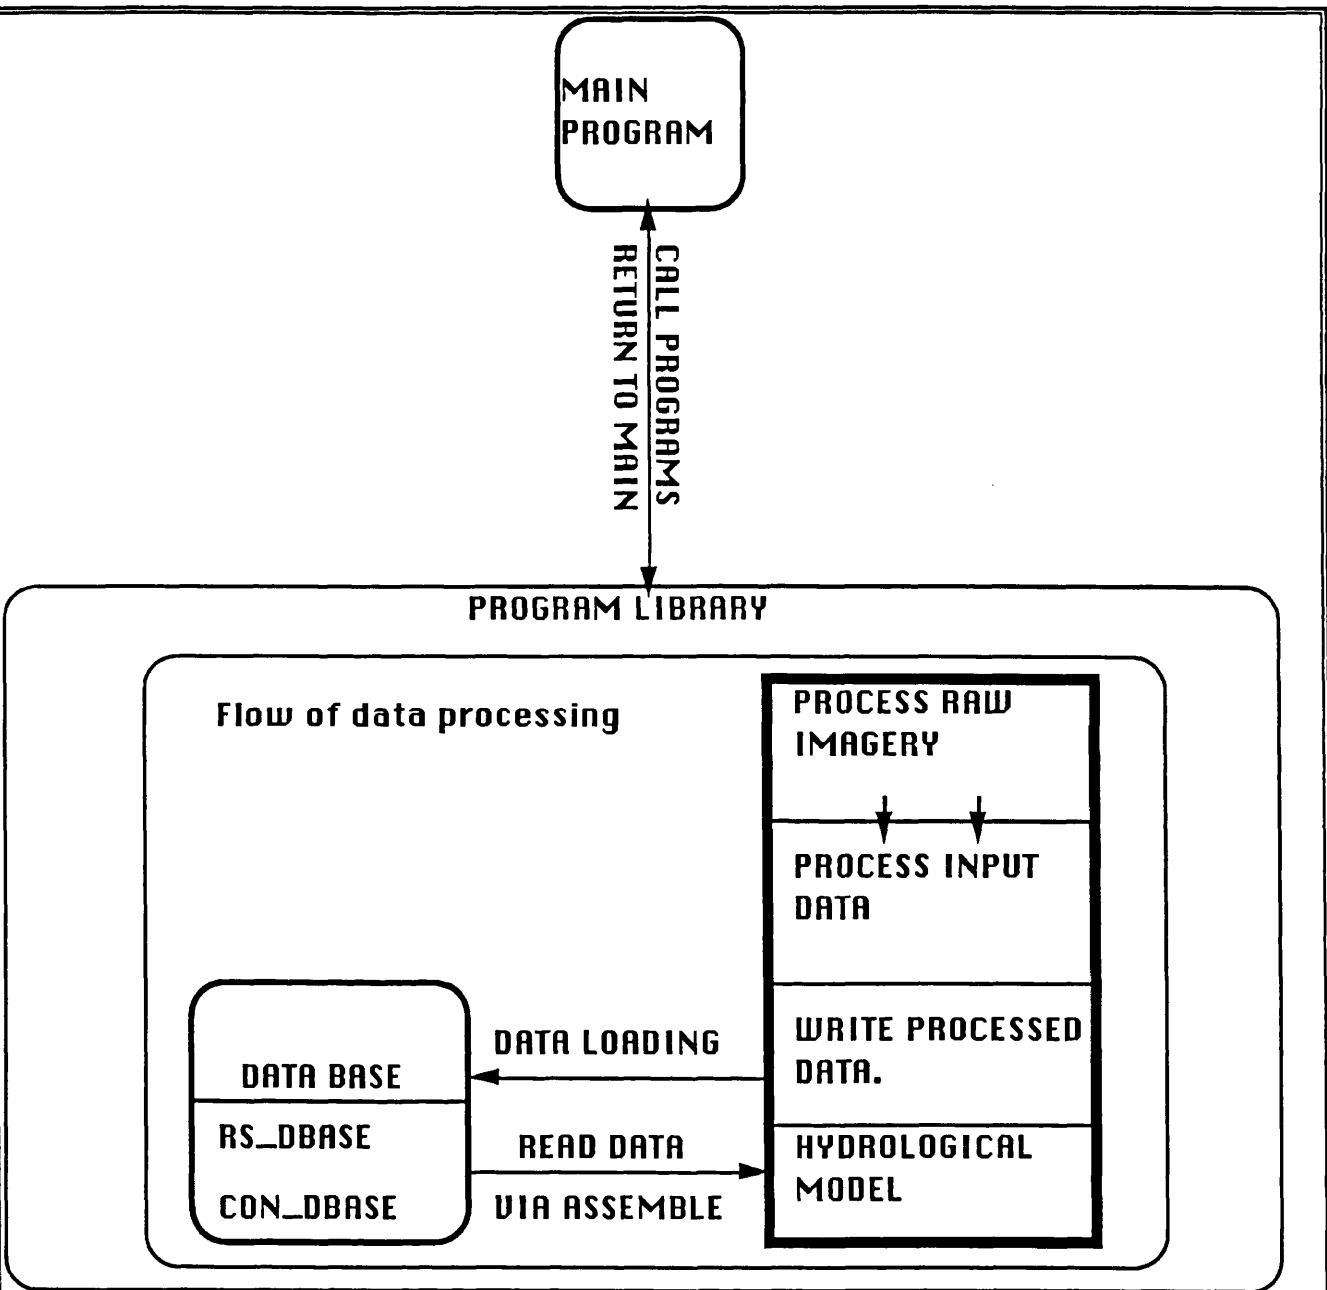 MAIN
PROGRAM
CALL PROGRAMS
RETURN TO MAIN
PROGRAM LIBRARY
Flow of data processing
PROCESS RAW
IMAGERY
PROCESS INPUT
DATA
WRITE PROCESSED
DATA.
DATA LOADING
DATA BASE
RS_DBASE
CON_DBASE
READ DATA
VIA ASSEMBLE
HYDROLOGICAL
MODEL